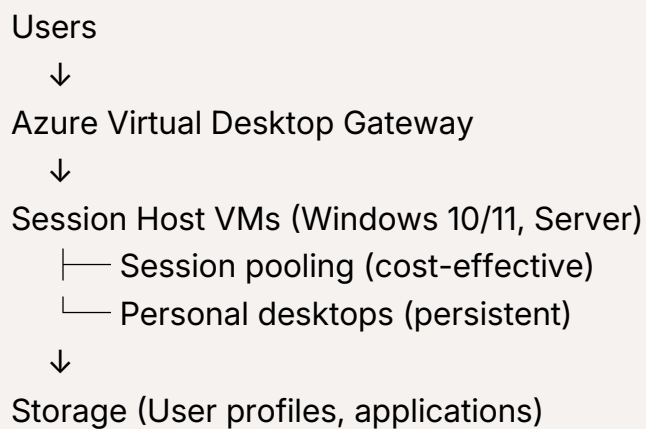 Users
↓
Azure Virtual Desktop Gateway
↓
Session Host VMs (Windows 10/11, Server)
├── Session pooling (cost-effective)
└── Personal desktops (persistent)
↓
Storage (User profiles, applications)